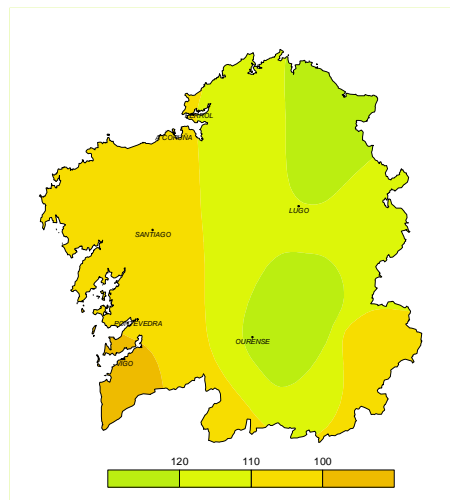 FERROL
A CORUÑA
LUGO
SANTIAGO
PONTEVEDRA
OURENSE
VIGO
120 110 100